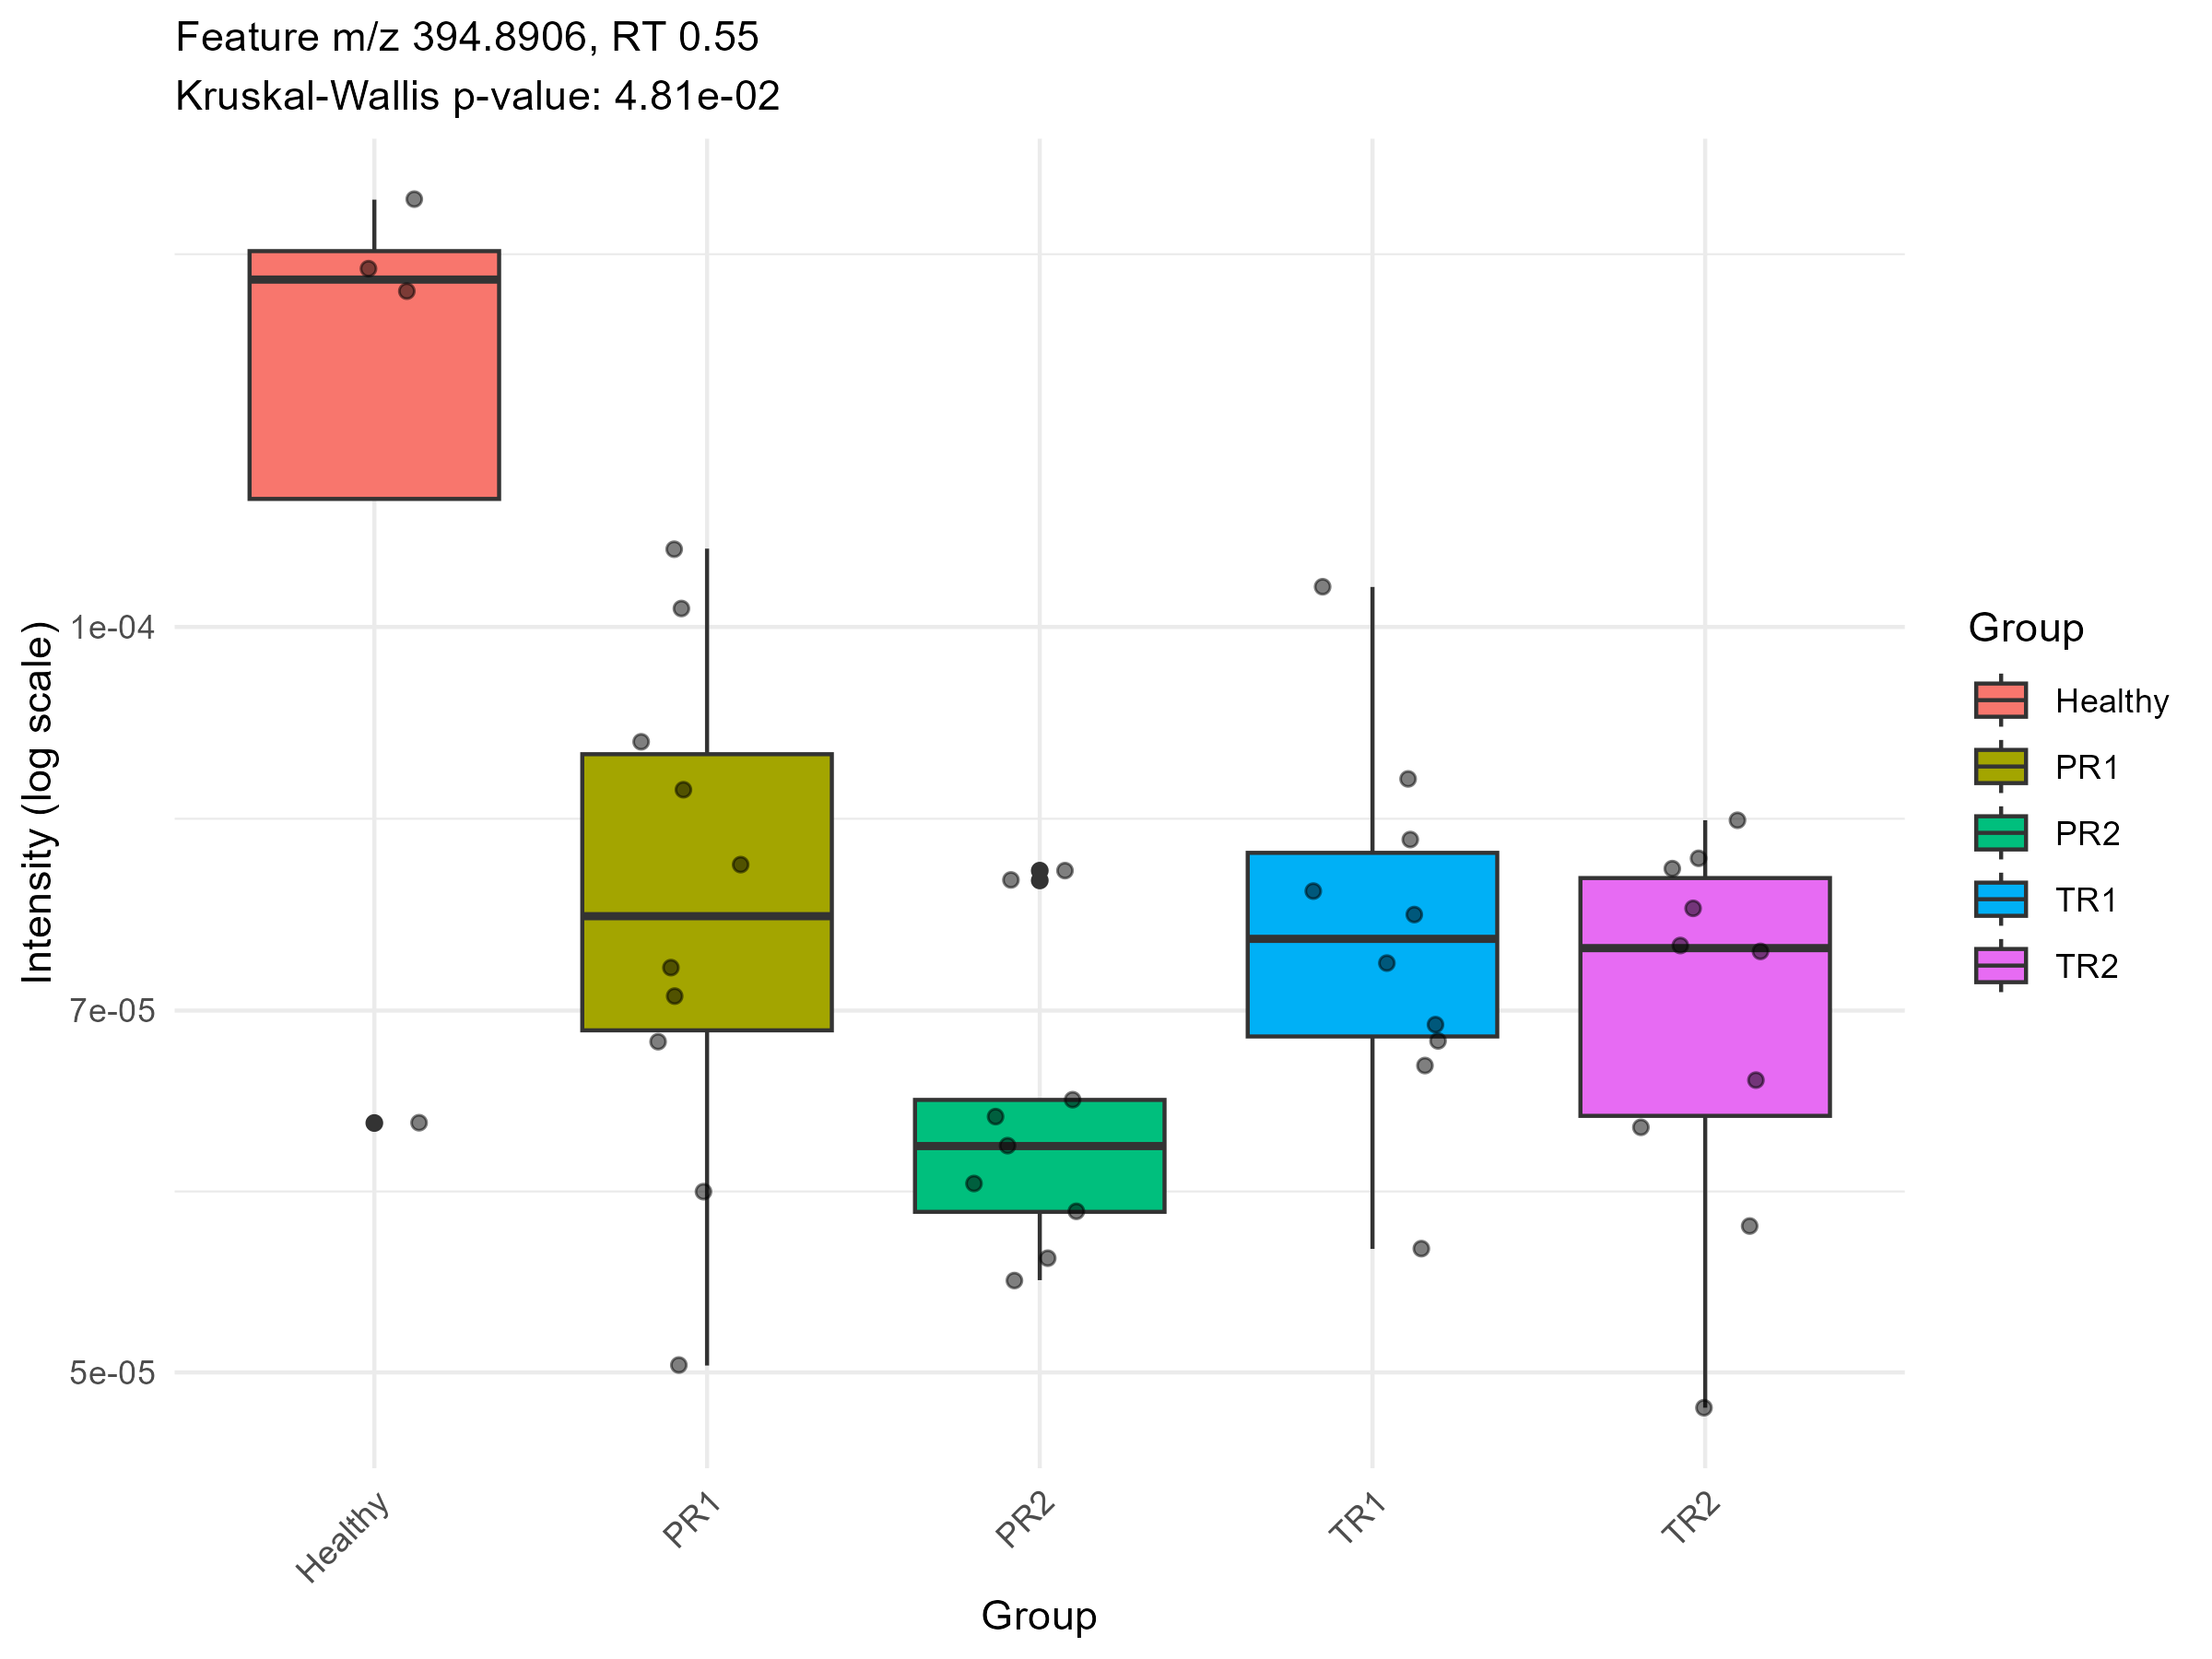 Feature m/z 394.8906, RT 0.55
Kruskal-Wallis p-value: 4.81e-02
Intensity (log scale)
1e-04
7e-05
5e-05
Healthy
PR1
PR2
TR1
TR2
Group
Group
Healthy
PR1
PR2
TR1
TR2